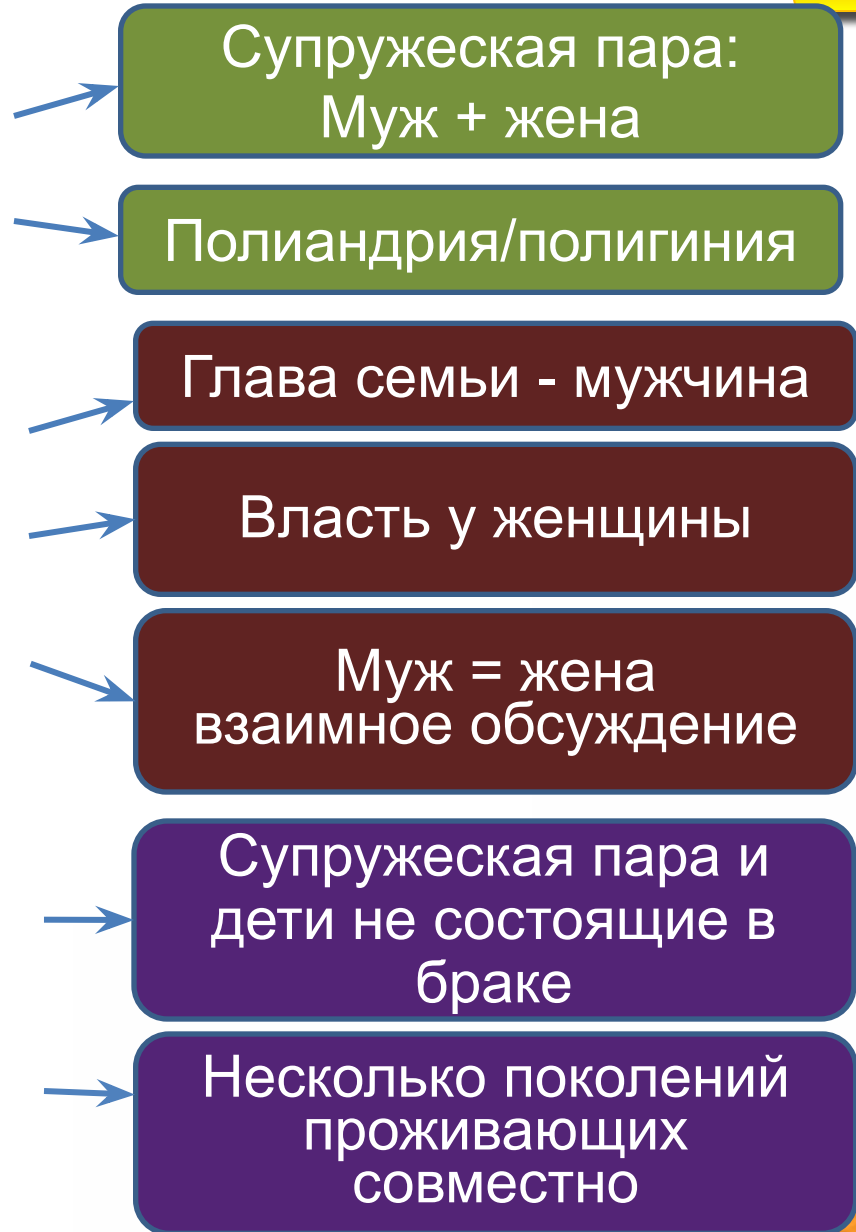 Супружеская пара:
Муж + жена
Полиандрия/полигиния
Глава семьи - мужчина
Власть у женщины
Муж = жена
взаимное обсуждение
Супружеская пара и
дети не состоящие в
браке
Несколько поколений
проживающих
совместно